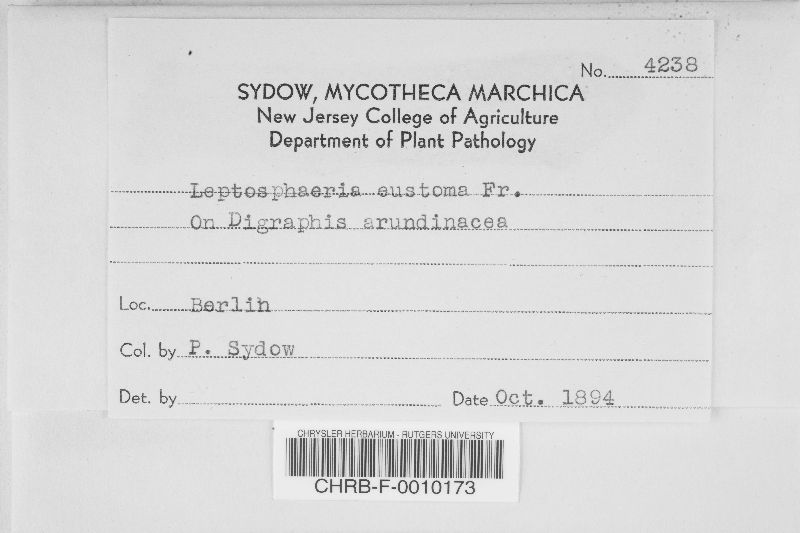 No. 4238
SYDOW, MYCOTHECA MARCHICA
New Jersey College of Agriculture
Department of Plant Pathology
Leptosphaeria eustoma Fr.
On Digraphis arundinacea
Loc. Berlin
Col. by P. Sydow
Det. by
Date Oct. 1894
CHRYSLER HERBARIUM - RUTGERS UNIVERSITY
CHRB-F-0010173